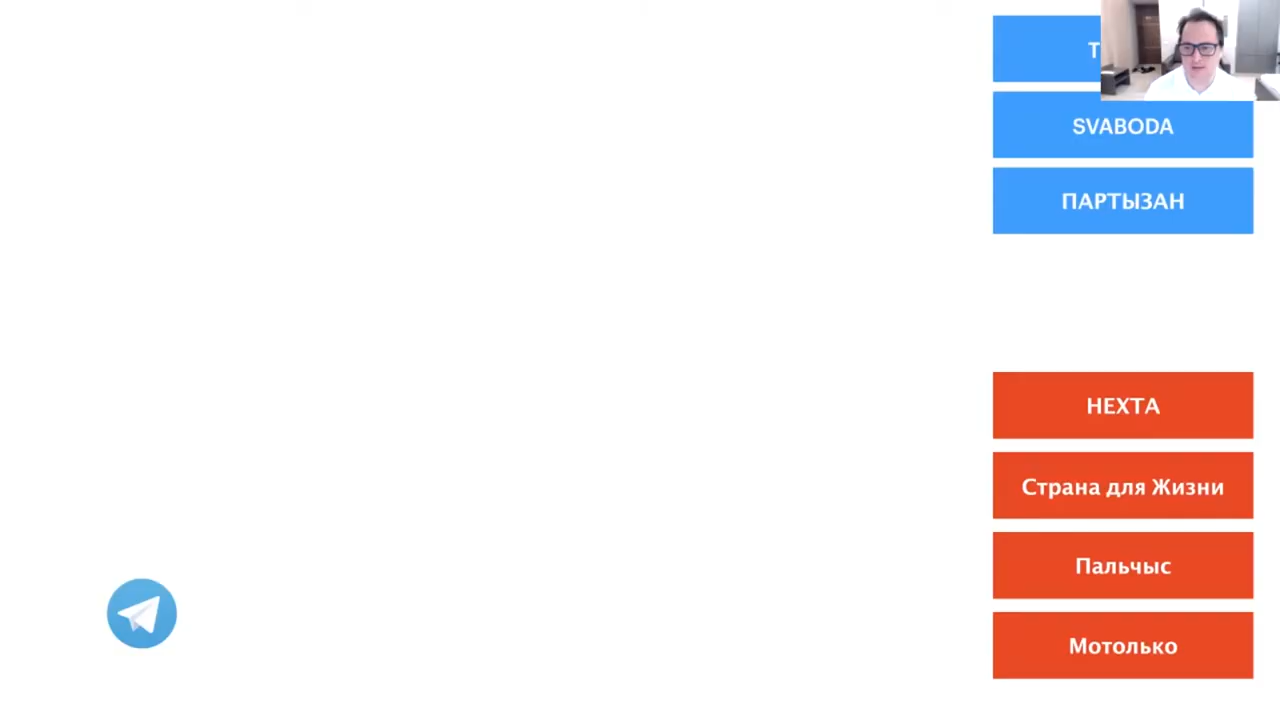 SVABODA
ПАРТЫЗАН
НЕХТА
Страна для Жизни
Пальчыс
Мотолько